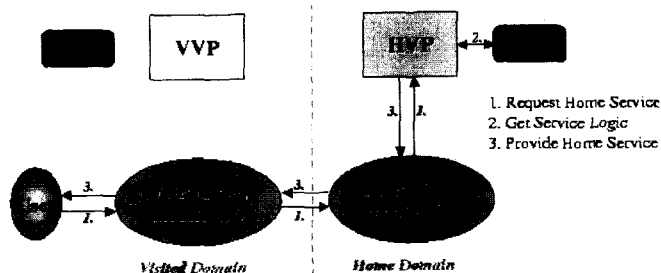 VVP
HVP
2.
1. Request Home Service
2. Get Service Logic
3. Provide Home Service
3.
1.
3.
3.
1.
1.
Visited Domain
Home Domain